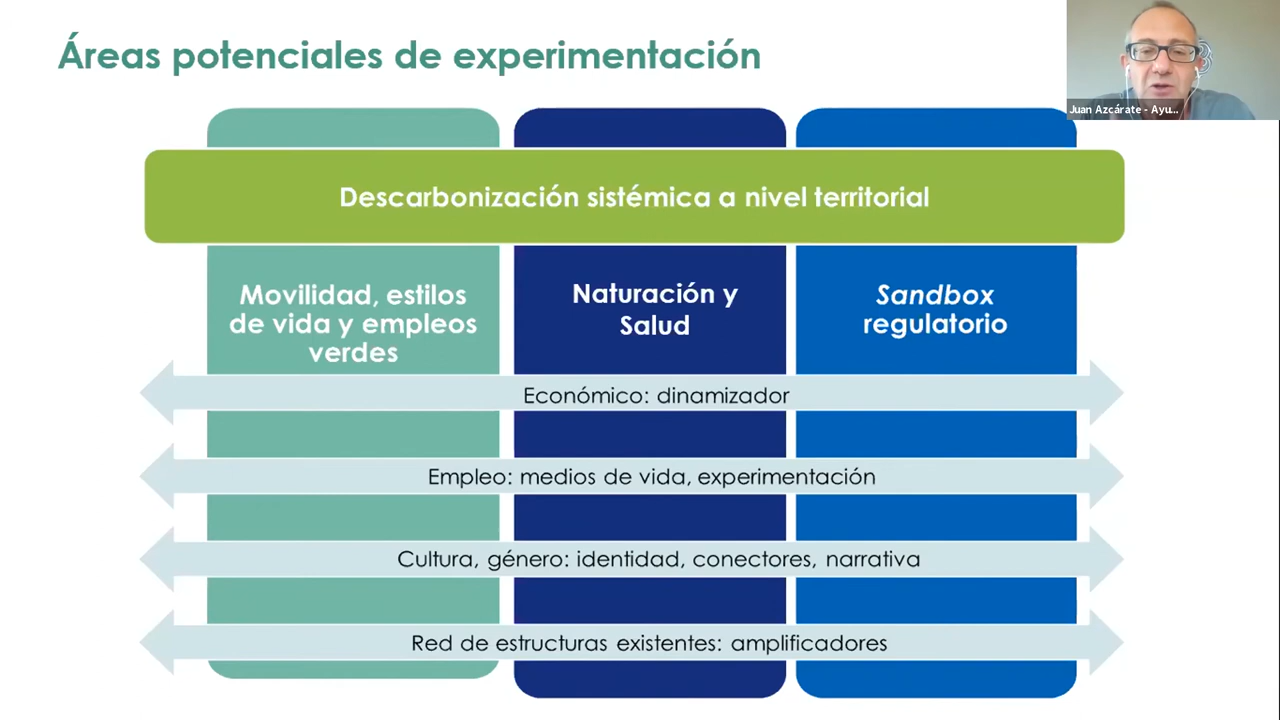 Áreas potenciales de experimentación
Juan Azcárate - Ayu...
Descarbonización sistémica a nivel territorial
Movilidad, estilos
de vida y empleos
verdes
Naturación y
Salud
Sandbox
regulatorio
Económico: dinamizador
Empleo: medios de vida, experimentación
Cultura, género: identidad, conectores, narrativa
Red de estructuras existentes: amplificadores